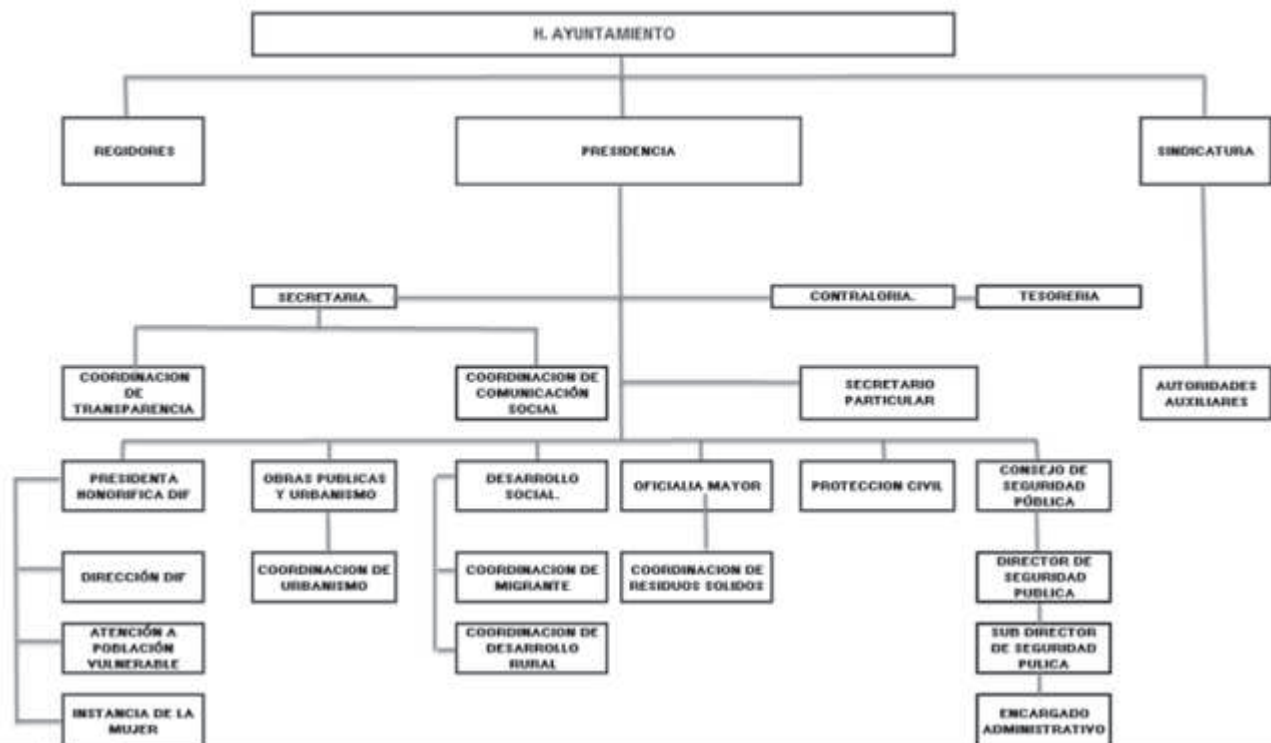 H. AYUNTAMIENTO
REGIDORES
PRESIDENCIA
SINDICATURA
SECRETARIA.
CONTRALORIA.
TESORERIA
COORDINACION
DE
TRANSPARENCIA
COORDINACION DE
COMUNICACIÓN
SOCIAL
SECRETARIO
PARTICULAR
AUTORIDADES
AUXILIARES
PRESIDENTA
HONORIFICA DIF
OBRAS PUBLICAS
Y URBANISMO
DESARROLLO
SOCIAL.
OFICIALIA MAYOR
PROTECCION CIVIL
CONSEJO DE
SEGURIDAD
PÚBLICA
DIRECCIÓN DIF
COORDINACION DE
URBANISMO
COORDINACION DE
MIGRANTE
COORDINACION DE
RESIDUOS SOLIDOS
DIRECTOR DE
SEGURIDAD
PUBLICA
ATENCIÓN A
POBLACIÓN
VULNERABLE
COORDINACION DE
DESARROLLO
RURAL
SUB DIRECTOR
DE SEGURIDAD
PULICA
INSTANCIA DE LA
MUJER
ENCARGADO
ADMINISTRATIVO